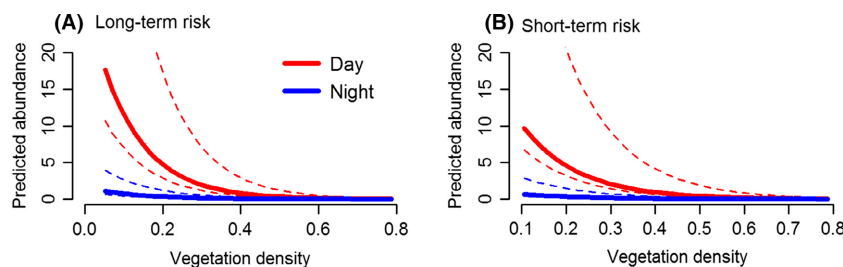 (A) Long-term risk
20
15
10
5
0
Predicted abundance
Day
Night
0.0 0.2 0.4 0.6 0.8
Vegetation density
(B) Short-term risk
20
15
10
5
0
Predicted abundance
0.1 0.2 0.3 0.4 0.5 0.6 0.7 0.8
Vegetation density